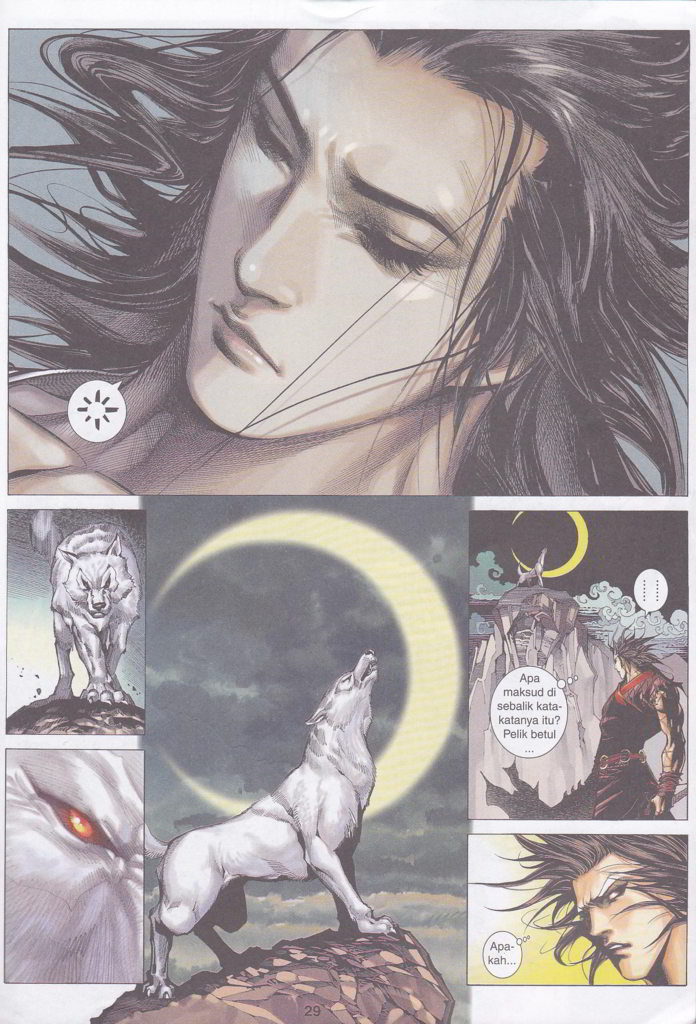 ......
Apa
maksud di
sebalik kata-
katanya itu?
Pelik betul
...
Apa-
kah...
29